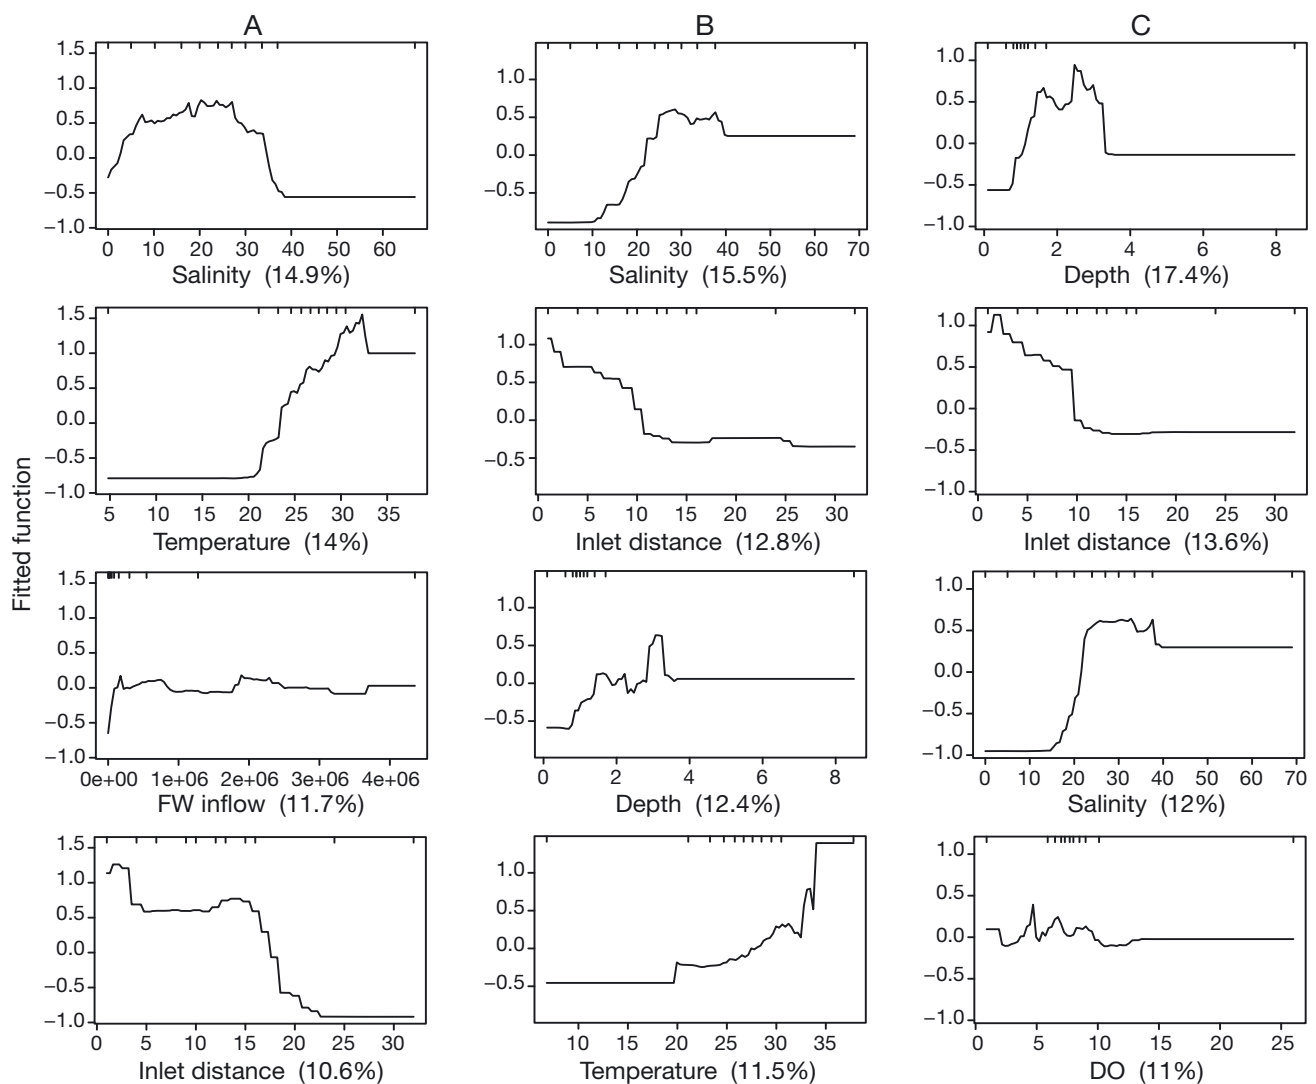 A B C
1.5
1.0
0.5
0.0
−0.5
−1.0
0 10 20 30 40 50 60
Salinity (14.9%)
1.0
0.5
0.0
−0.5
0 10 20 30 40 50 60 70
Salinity (15.5%)
1.0
0.5
0.0
−0.5
−1.0
0 2 4 6 8
Depth (17.4%)
Fitted function
1.5
1.0
0.5
0.0
−0.5
−1.0
5 10 15 20 25 30 35
Temperature (14%)
1.0
0.5
0.0
−0.5
0 5 10 15 20 25 30
Inlet distance (12.8%)
1.0
0.5
0.0
−0.5
−1.0
0 5 10 15 20 25 30
Inlet distance (13.6%)
1.5
1.0
0.5
0.0
−0.5
−1.0
0e+00 1e+06 2e+06 3e+06 4e+06
FW inflow (11.7%)
1.0
0.5
0.0
−0.5
0 2 4 6 8
Depth (12.4%)
1.0
0.5
0.0
−0.5
−1.0
0 10 20 30 40 50 60 70
Salinity (12%)
1.5
1.0
0.5
0.0
−0.5
−1.0
0 5 10 15 20 25 30
Inlet distance (10.6%)
1.0
0.5
0.0
−0.5
10 15 20 25 30 35
Temperature (11.5%)
1.0
0.5
0.0
−0.5
−1.0
0 5 10 15 20 25
DO (11%)